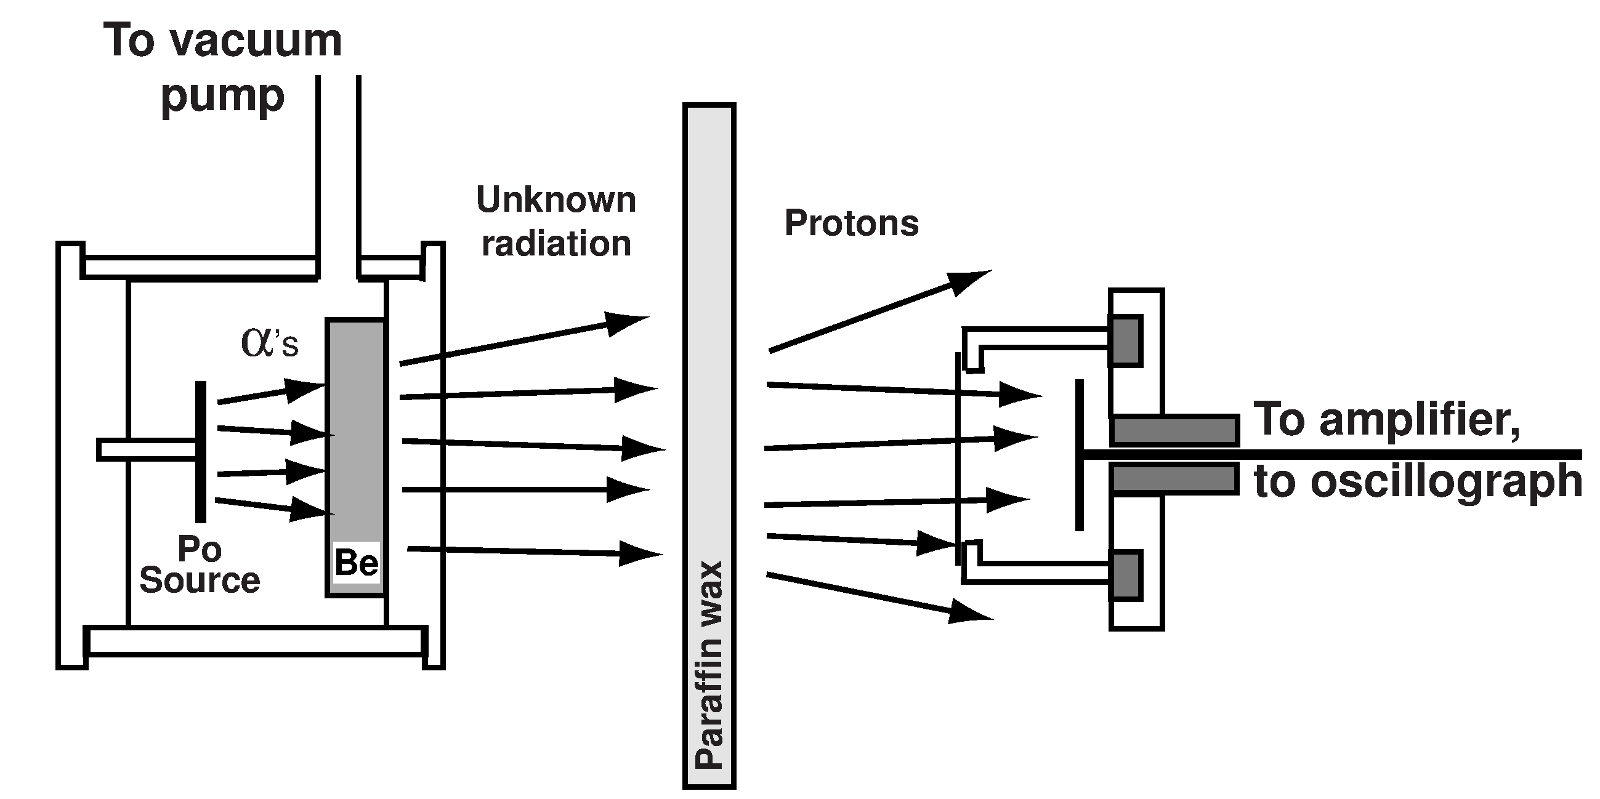 To vacuum
pump
Unknown
radiation
Protons
α's
Po
Source
Be
Paraffin wax
To amplifier,
to oscillograph